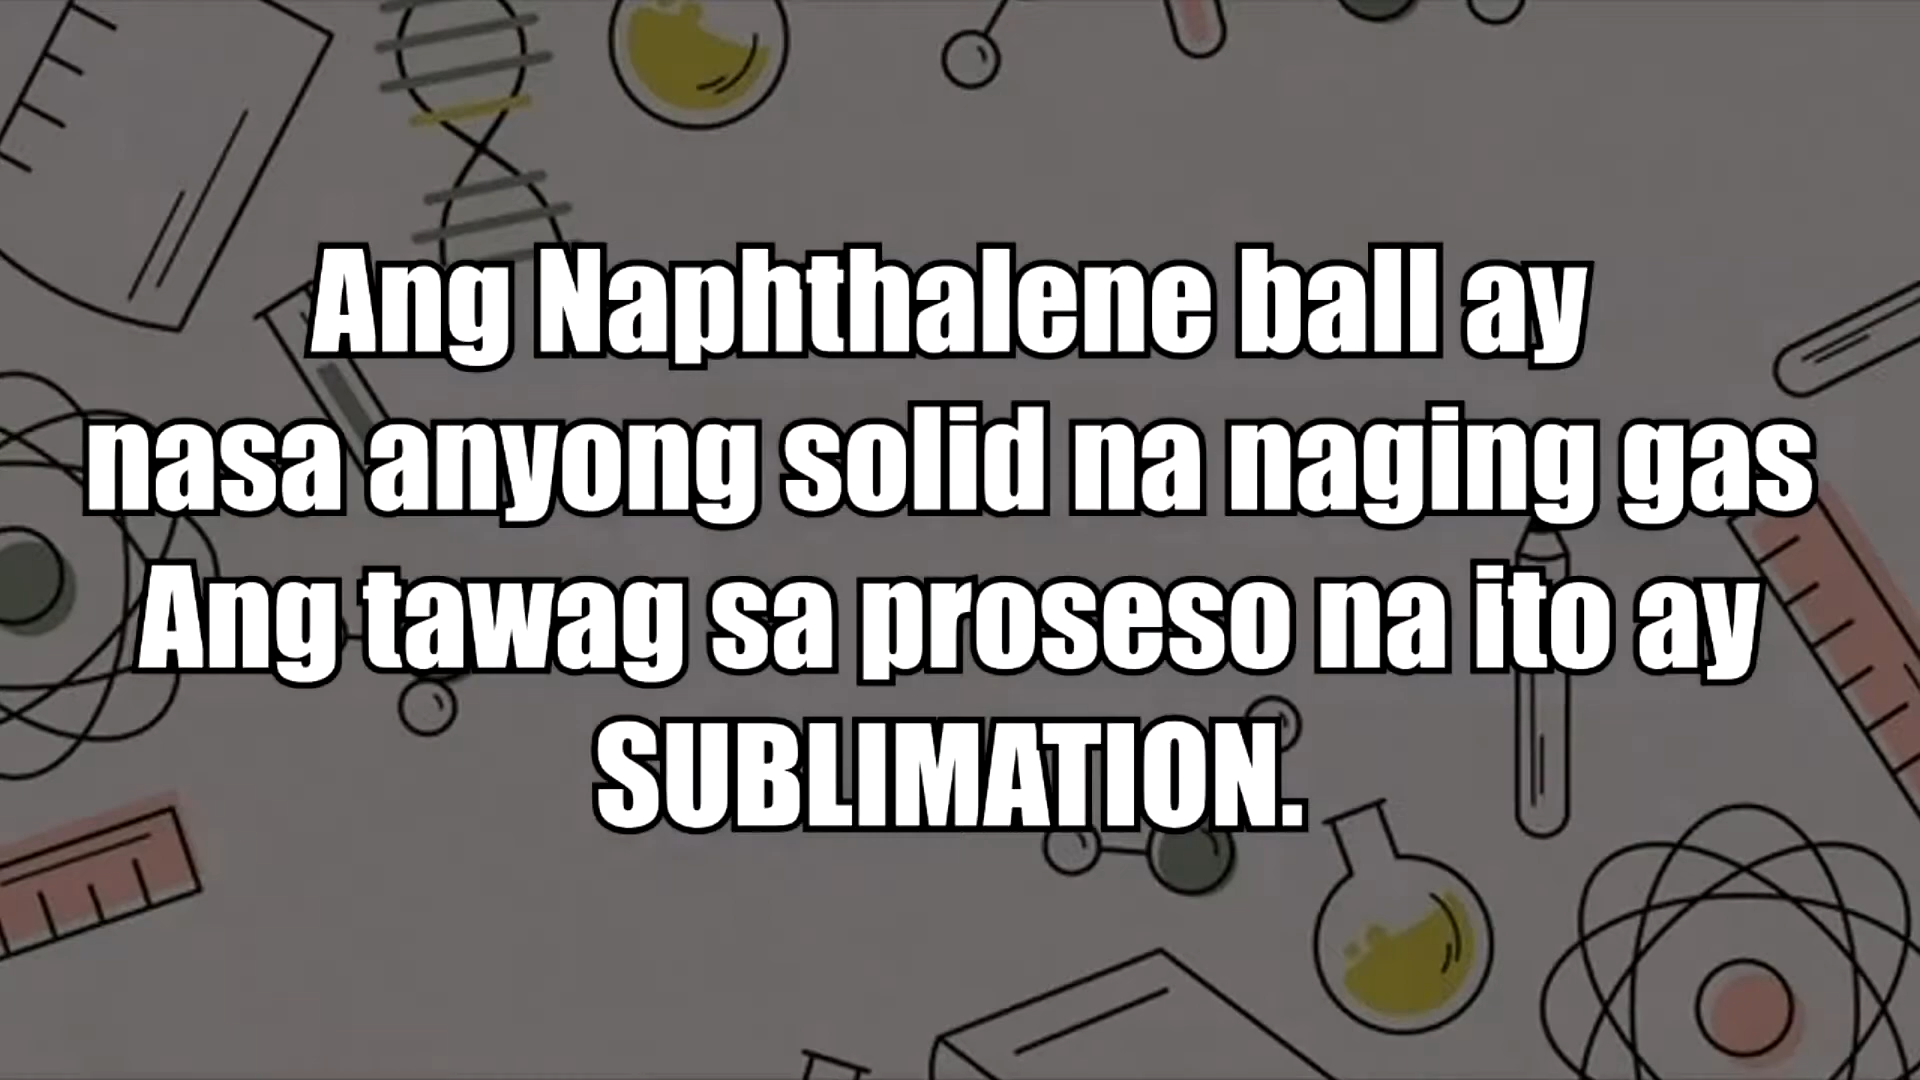 Ang Naphthalene ball ay
nasa anyong solid na naging gas
Ang tawag sa proseso na ito ay
SUBLIMATION.